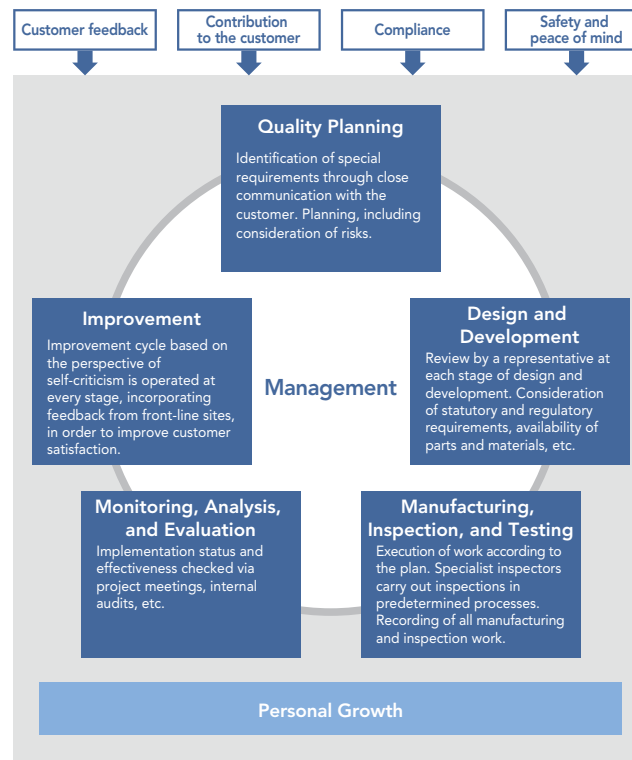 Customer feedback
Contribution
to the customer
Compliance
Safety and
peace of mind
Quality Planning
Identification of special
requirements through close
communication with the
customer. Planning, including
consideration of risks.
Improvement
Improvement cycle based on
the perspective of
self-criticism is operated at
every stage, incorporating
feedback from front-line sites,
in order to improve customer
satisfaction.
Management
Design and
Development
Review by a representative at
each stage of design and
development. Consideration
of statutory and regulatory
requirements, availability of
parts and materials, etc.
Monitoring, Analysis,
and Evaluation
Implementation status and
effectiveness checked via
project meetings, internal
audits, etc.
Manufacturing,
Inspection, and Testing
Execution of work according to
the plan. Specialist inspectors
carry out inspections in
predetermined processes.
Recording of all manufacturing
and inspection work.
Personal Growth